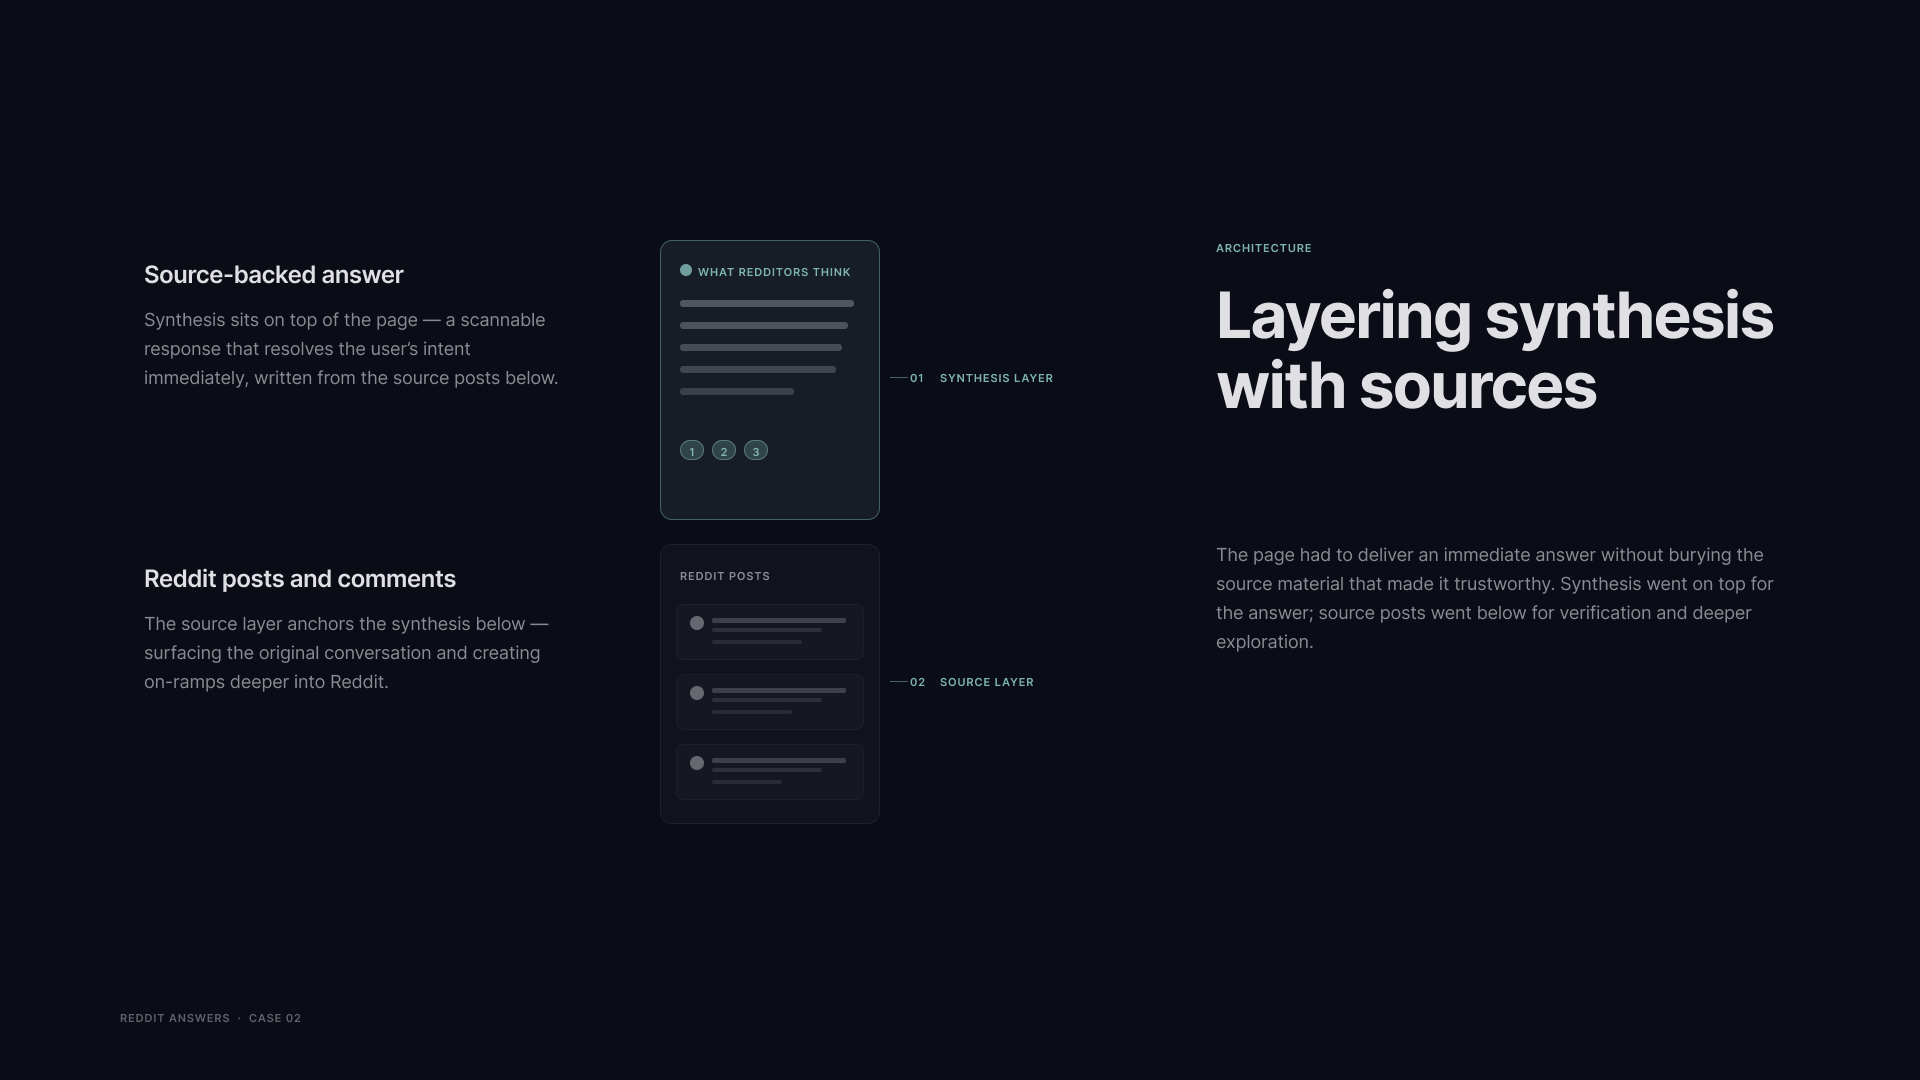 Source-backed answer
Synthesis sits on top of the page — a scannable
response that resolves the user’s intent
immediately, written from the source posts below.
Reddit posts and comments
The source layer anchors the synthesis below —
surfacing the original conversation and creating
on-ramps deeper into Reddit.
WHAT REDDITORS THINK
1 2 3
01 SYNTHESIS LAYER
REDDIT POSTS
02 SOURCE LAYER
ARCHITECTURE
Layering synthesis
with sources
The page had to deliver an immediate answer without burying the
source material that made it trustworthy. Synthesis went on top for
the answer; source posts went below for verification and deeper
exploration.
REDDIT ANSWERS · CASE 02